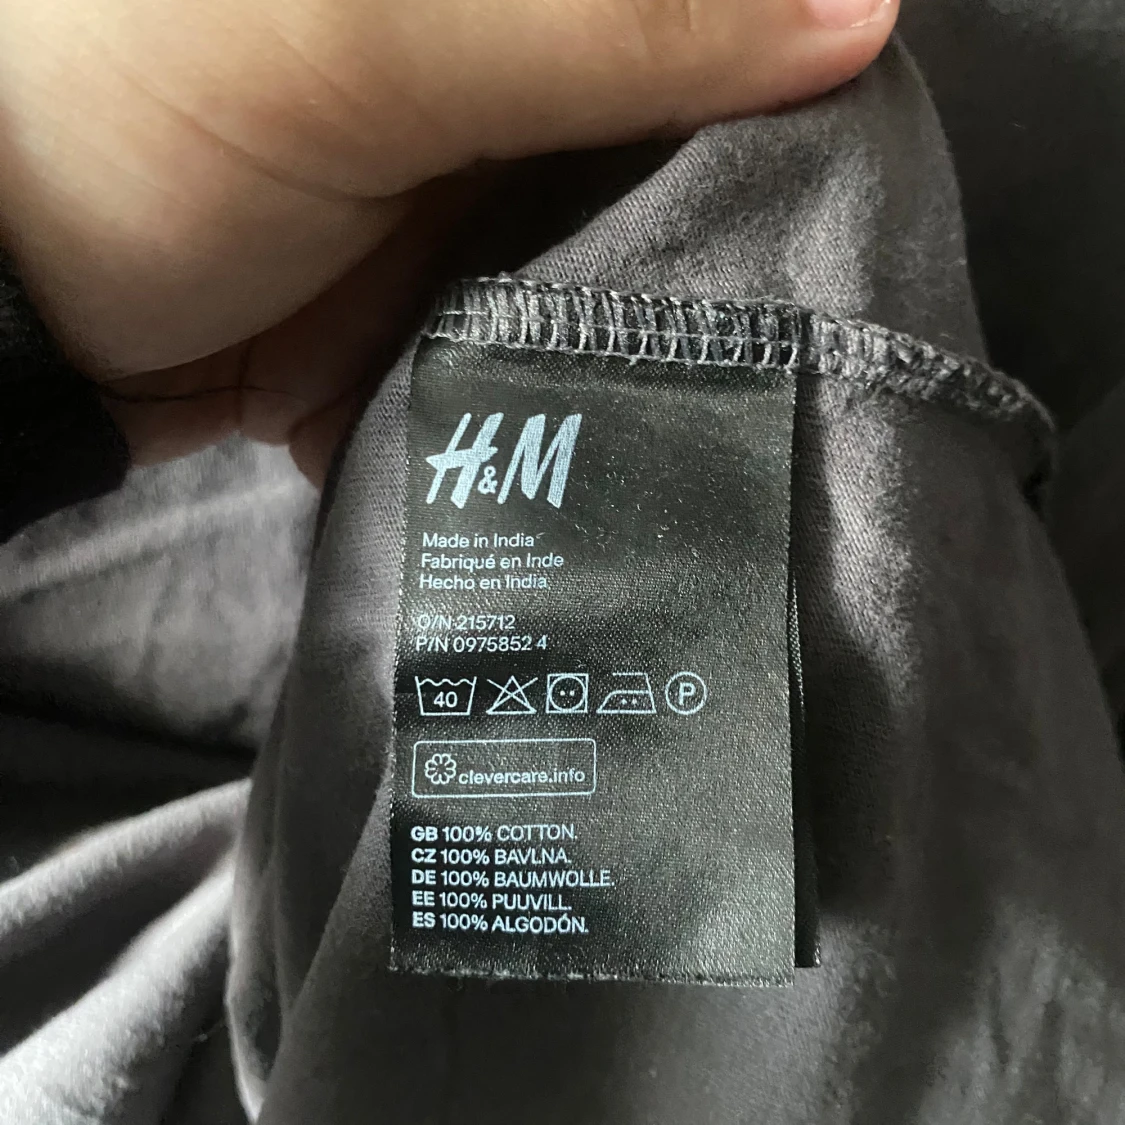 H&M
Made in India
Fabriqué en Inde
Hecho en India
O/N 215712
P/N 0975852 4
40 P
clevercare.info
GB 100% COTTON.
CZ 100% BAVLNA.
DE 100% BAUMWOLLE.
EE 100% PUUVILL.
ES 100% ALGODÓN.